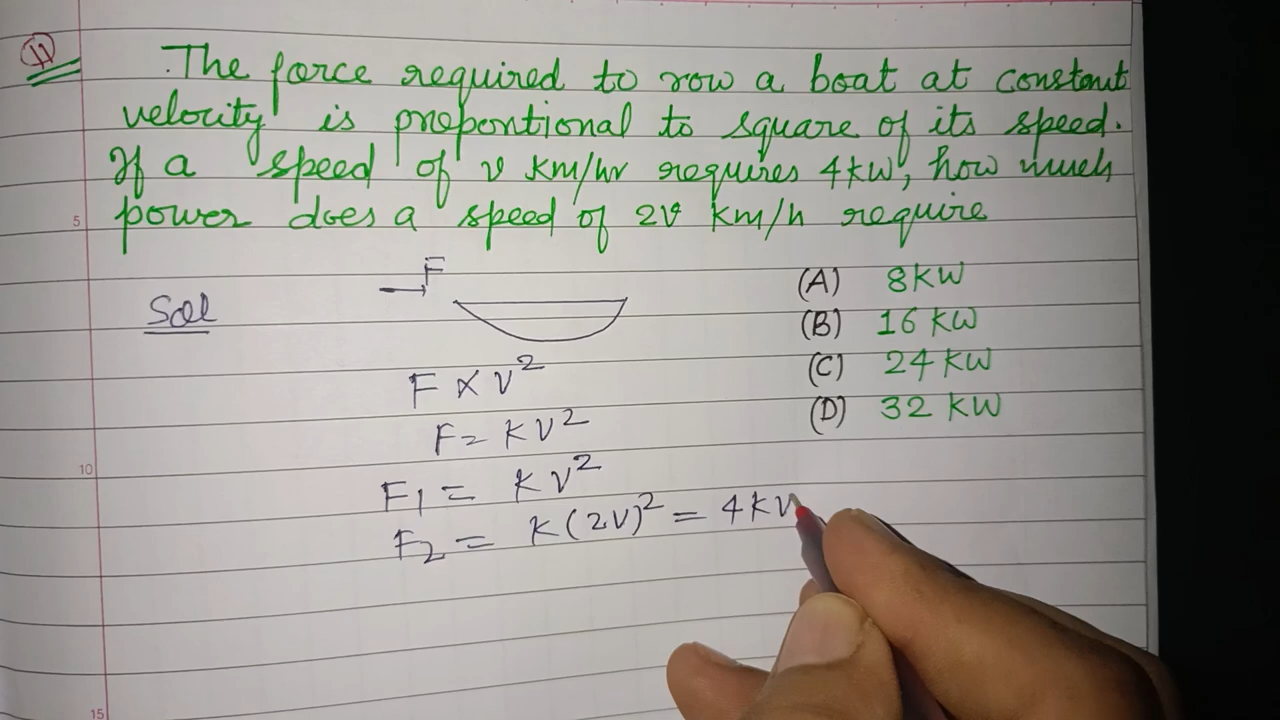 11
The force required to row a boat at constant
velocity is propontional to square of its speed.
If a speed of v km/hr requires 4kW, how much
power does a speed of 2v km/h require
5
Sol
F
(A) 8KW
(B) 16 KW
(C) 24 KW
(D) 32 KW
F ∝ v²
F = KV²
10
F₁ = KV²
F₂ = K(2V)² = 4KV
15